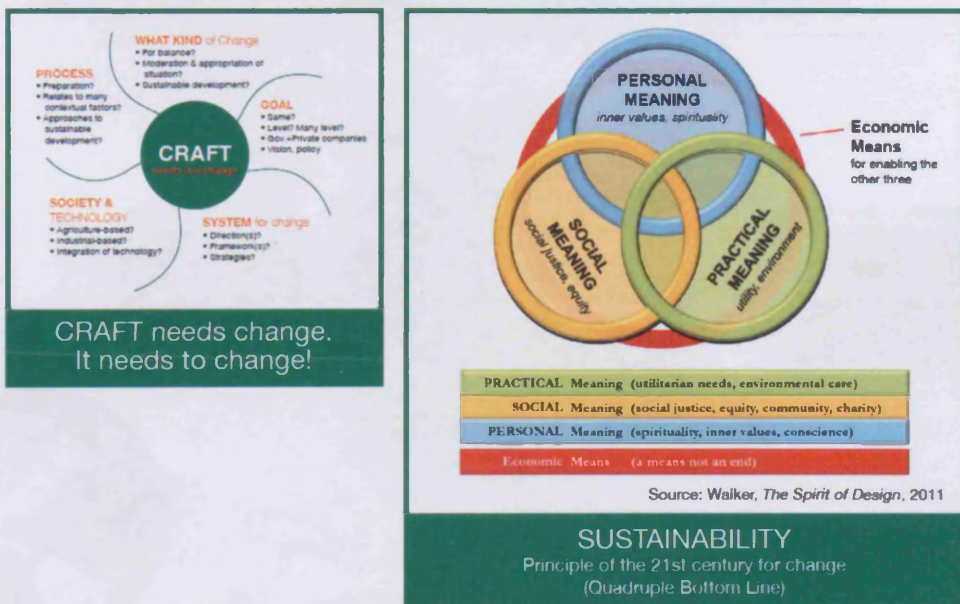 WHAT KIND of Change
• For balance?
• Moderation & appropriation of
situation?
• Sustainable development?
PROCESS
• Preparation?
• Relates to many
contextual factors?
• Approaches to
sustainable
development?
GOAL
• Same?
• Level? Many level?
• Gov.+Private companies
• Vision, policy
CRAFT
needs
change
SOCIETY &
TECHNOLOGY
• Agriculture-based?
• Industrial-based?
• Integration of technology?
SYSTEM for change
• Direction(s)?
• Framework(s)?
• Strategies?
CRAFT needs change.
It needs to change!
PERSONAL
MEANING
inner values, spirituality
Economic
Means
for enabling the
other three
SOCIAL
MEANING
social justice, equity
PRACTICAL
MEANING
utility, environment
PRACTICAL Meaning (utilitarian needs, environmental care)
SOCIAL Meaning (social justice, equity, community, charity)
PERSONAL Meaning (spirituality, inner values, conscience)
Economic Means (a means not an end)
Source: Walker, The Spirit of Design, 2011
SUSTAINABILITY
Principle of the 21st century for change
(Quadruple Bottom Line)